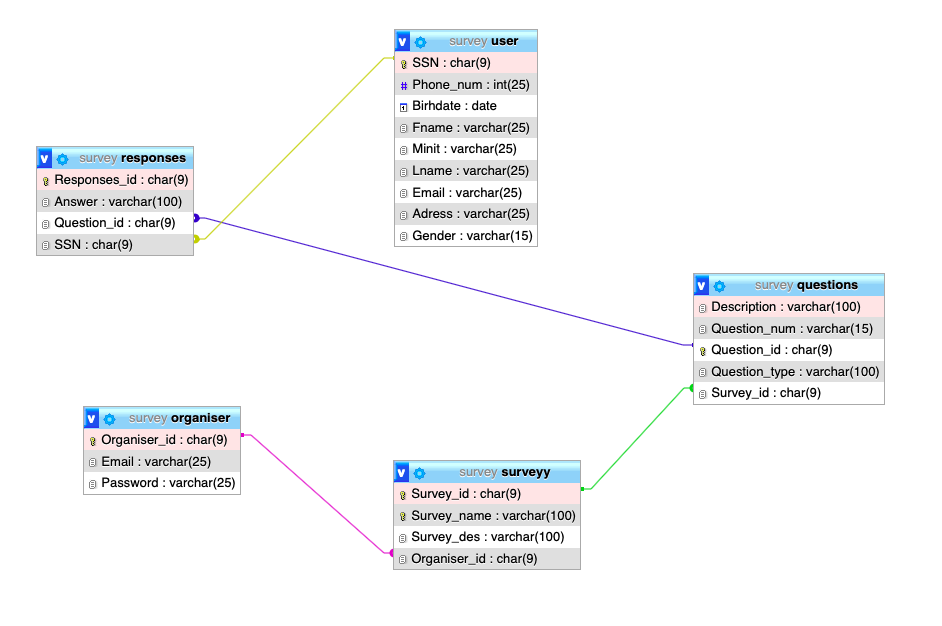 survey user
SSN : char(9)
Phone_num : int(25)
Birhdate : date
Fname : varchar(25)
Minit : varchar(25)
Lname : varchar(25)
Email : varchar(25)
Adress : varchar(25)
Gender : varchar(15)
survey responses
Responses_id : char(9)
Answer : varchar(100)
Question_id : char(9)
SSN : char(9)
survey questions
Description : varchar(100)
Question_num : varchar(15)
Question_id : char(9)
Question_type : varchar(100)
Survey_id : char(9)
survey organiser
Organiser_id : char(9)
Email : varchar(25)
Password : varchar(25)
survey surveyy
Survey_id : char(9)
Survey_name : varchar(100)
Survey_des : varchar(100)
Organiser_id : char(9)